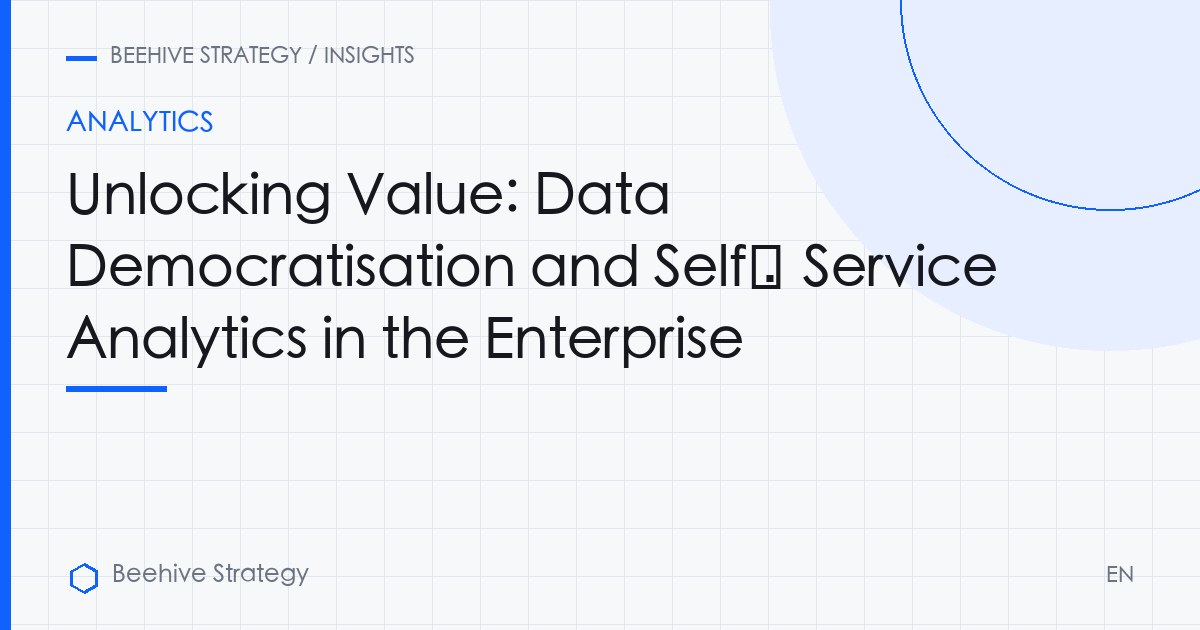 BEEHIVE STRATEGY / INSIGHTS
ANALYTICS
Unlocking Value: Data
Democratisation and Self Service
Analytics in the Enterprise
Beehive Strategy
EN